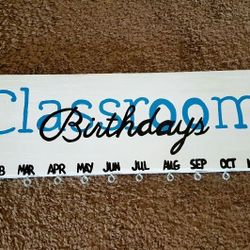 Classroom
Birthdays
B MAR APR MAY JUN JUL AUG SEP OCT N